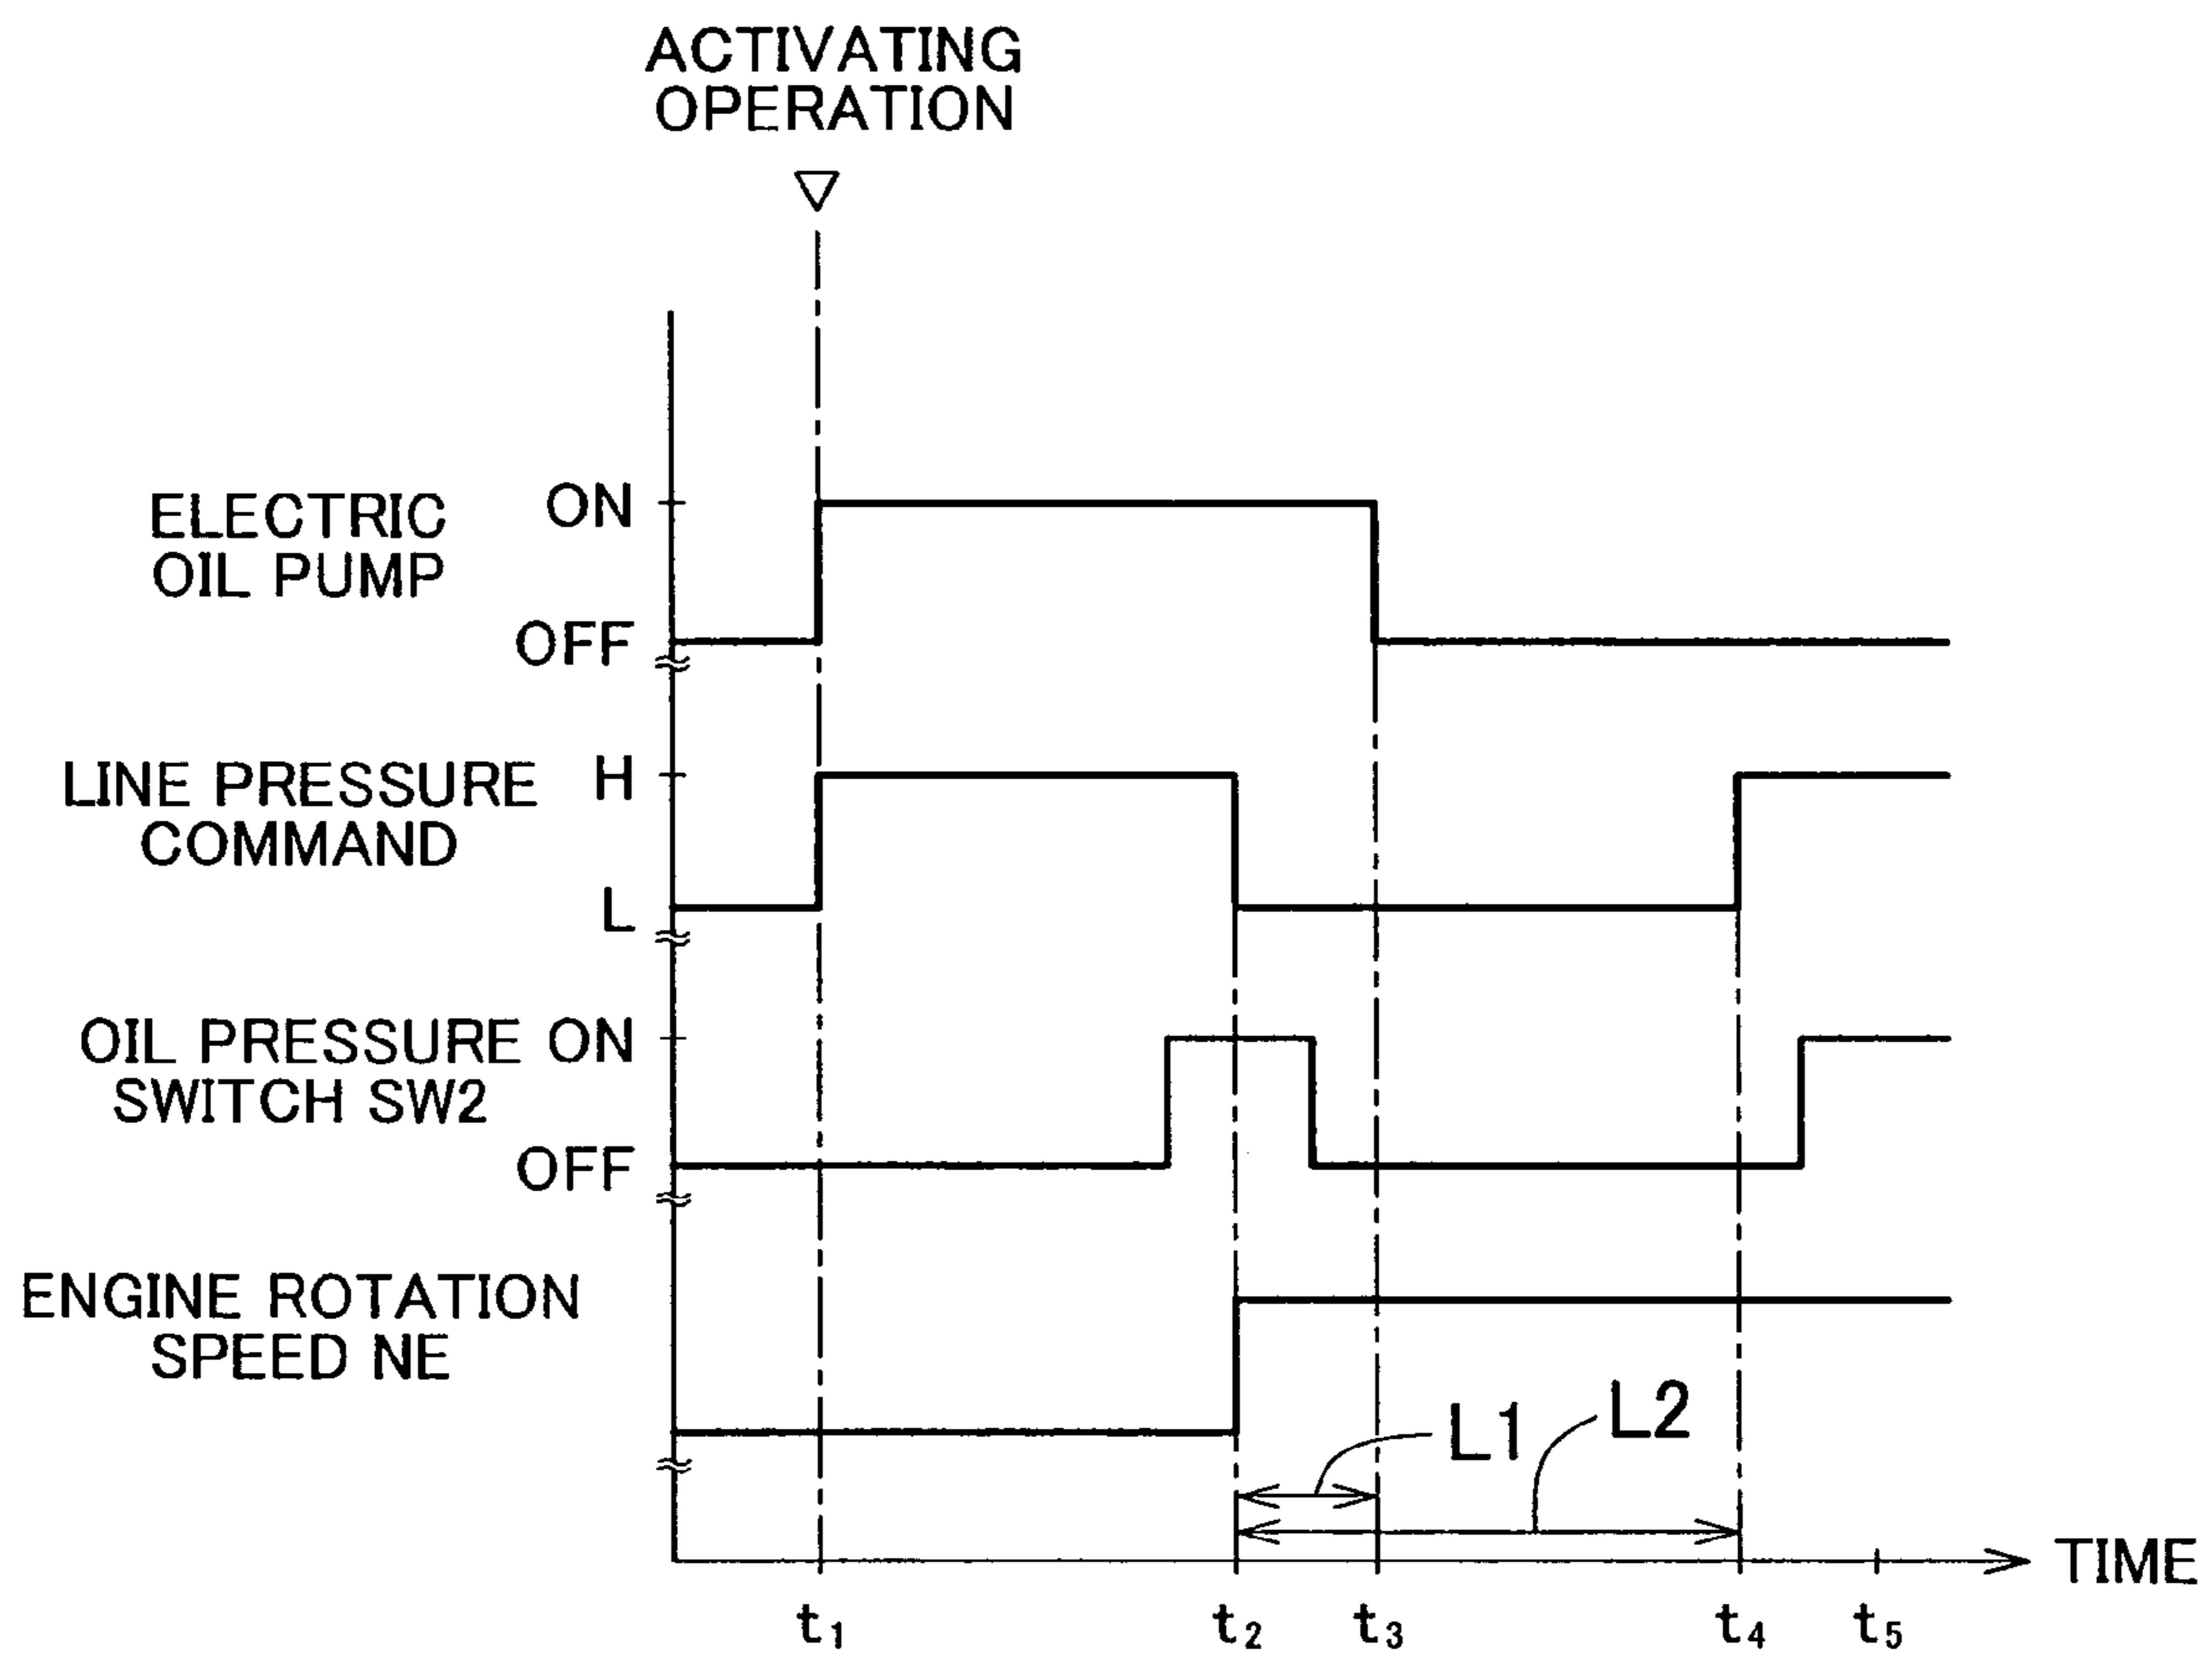 ACTIVATING
OPERATION
ELECTRIC
OIL PUMP
ON
OFF
LINE PRESSURE
COMMAND
H
L
OIL PRESSURE
SWITCH SW2
ON
OFF
ENGINE ROTATION
SPEED NE
L1
L2
TIME
t1
t2
t3
t4
t5